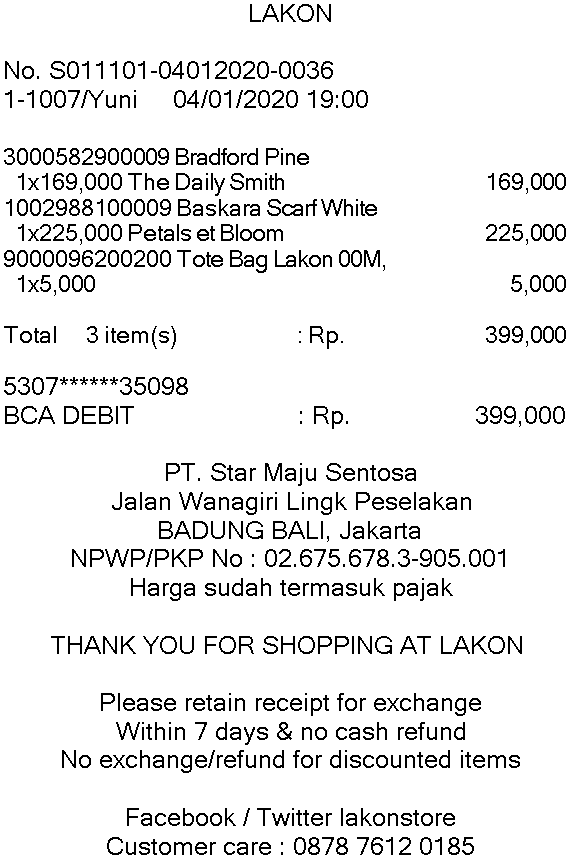 LAKON
No. S011101-04012020-0036
1-1007/Yuni 04/01/2020 19:00
3000582900009 Bradford Pine
1x169,000 The Daily Smith 169,000
1002988100009 Baskara Scarf White
1x225,000 Petals et Bloom 225,000
9000096200200 Tote Bag Lakon 00M,
1x5,000 5,000
Total 3 item(s) : Rp. 399,000
5307******35098
BCA DEBIT : Rp. 399,000
PT. Star Maju Sentosa
Jalan Wanagiri Lingk Peselakan
BADUNG BALI, Jakarta
NPWP/PKP No : 02.675.678.3-905.001
Harga sudah termasuk pajak
THANK YOU FOR SHOPPING AT LAKON
Please retain receipt for exchange
Within 7 days & no cash refund
No exchange/refund for discounted items
Facebook / Twitter lakonstore
Customer care : 0878 7612 0185